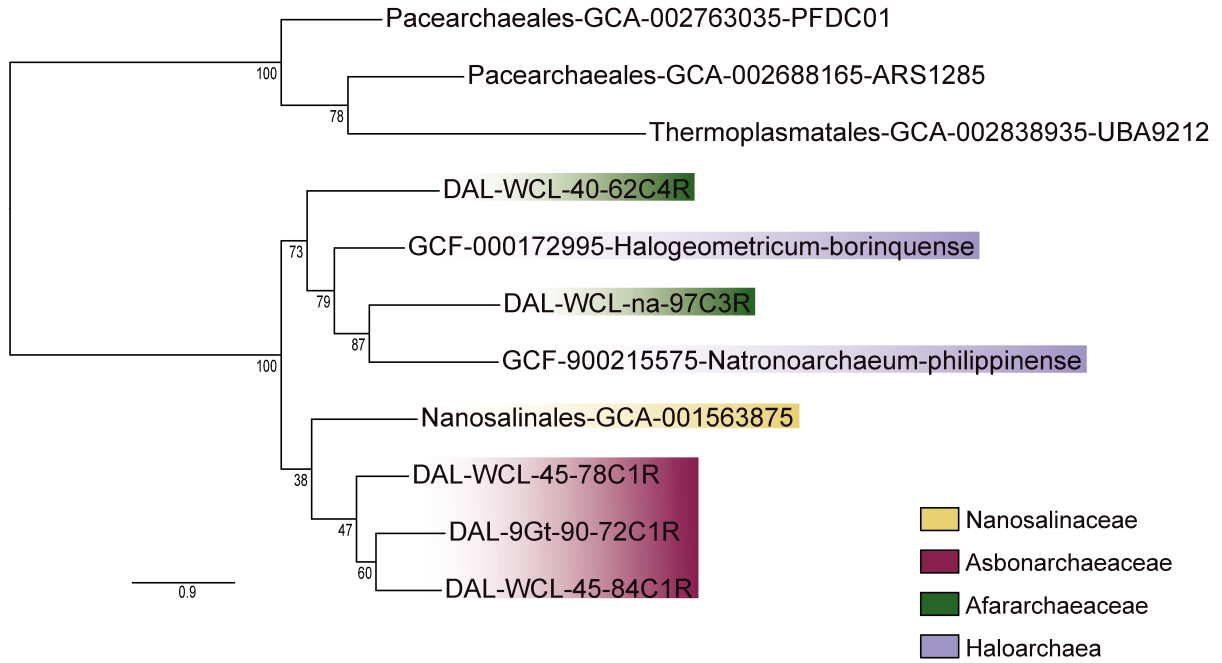 Pacearchaeales-GCA-002763035-PFDC01
100
Pacearchaeales-GCA-002688165-ARS1285
78
Thermoplasmatales-GCA-002838935-UBA9212
DAL-WCL-40-62C4R
73
GCF-000172995-Halogeometricum-borinquense
79
DAL-WCL-na-97C3R
87
GCF-900215575-Natronoarchaeum-philippinense
100
Nanosalinales-GCA-001563875
38
DAL-WCL-45-78C1R
47
DAL-9Gt-90-72C1R
60
DAL-WCL-45-84C1R
0.9
Nanosalinaceae
Asbonarchaeaceae
Afararchaeaceae
Haloarchaea